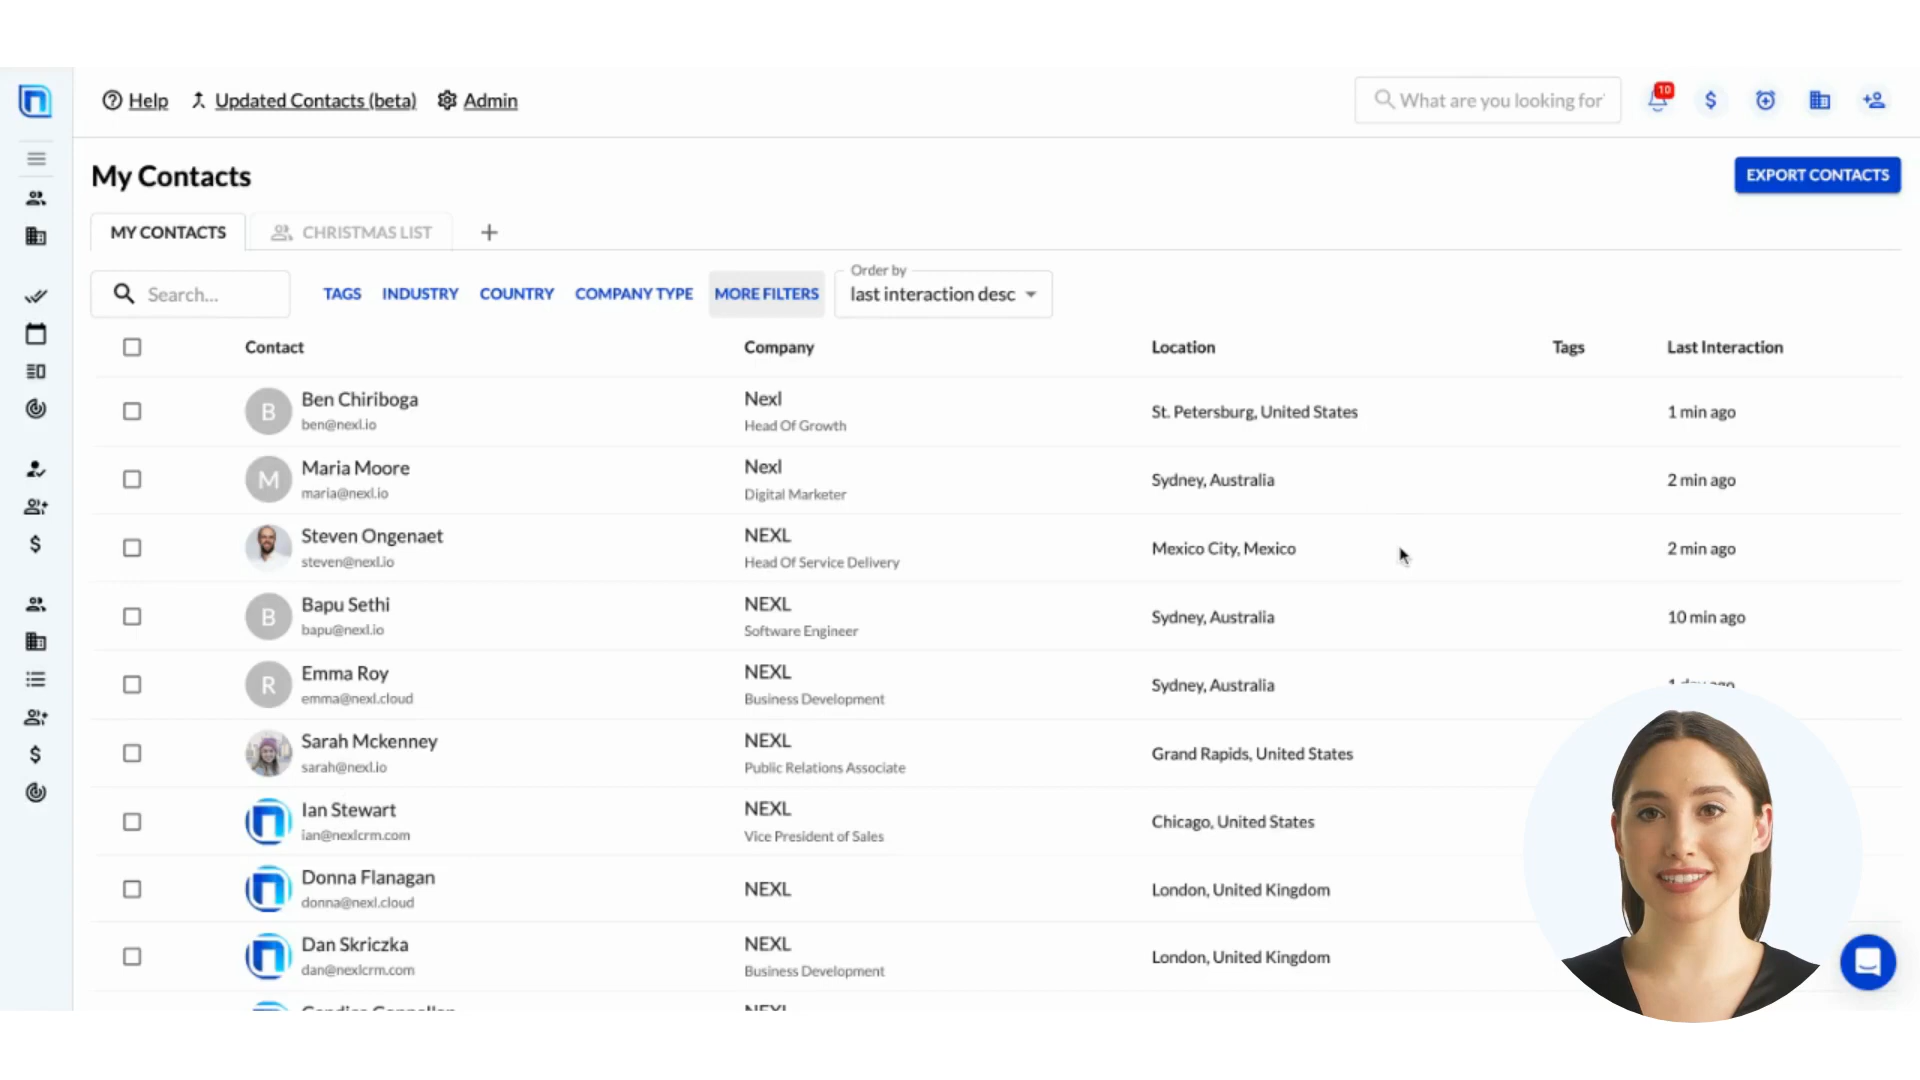 Help Updated Contacts (beta) Admin What are you looking for 10
My Contacts EXPORT CONTACTS
MY CONTACTS CHRISTMAS LIST +
Search... TAGS INDUSTRY COUNTRY COMPANY TYPE MORE FILTERS Order by last interaction desc
Contact Company Location Tags Last Interaction
B Ben Chiriboga Nexl St. Petersburg, United States 1 min ago
ben@nexl.io Head Of Growth
M Maria Moore Nexl Sydney, Australia 2 min ago
maria@nexl.io Digital Marketer
Steven Ongenaet NEXL Mexico City, Mexico 2 min ago
steven@nexl.io Head Of Service Delivery
B Bapu Sethi NEXL Sydney, Australia 10 min ago
bapu@nexl.io Software Engineer
R Emma Roy NEXL Sydney, Australia 1 day ago
emma@nexl.cloud Business Development
Sarah Mckenney NEXL Grand Rapids, United States
sarah@nexl.io Public Relations Associate
Ian Stewart NEXL Chicago, United States
ian@nexlcrm.com Vice President of Sales
Donna Flanagan NEXL London, United Kingdom
donna@nexl.cloud
Dan Skriczka NEXL London, United Kingdom
dan@nexlcrm.com Business Development
NEXL